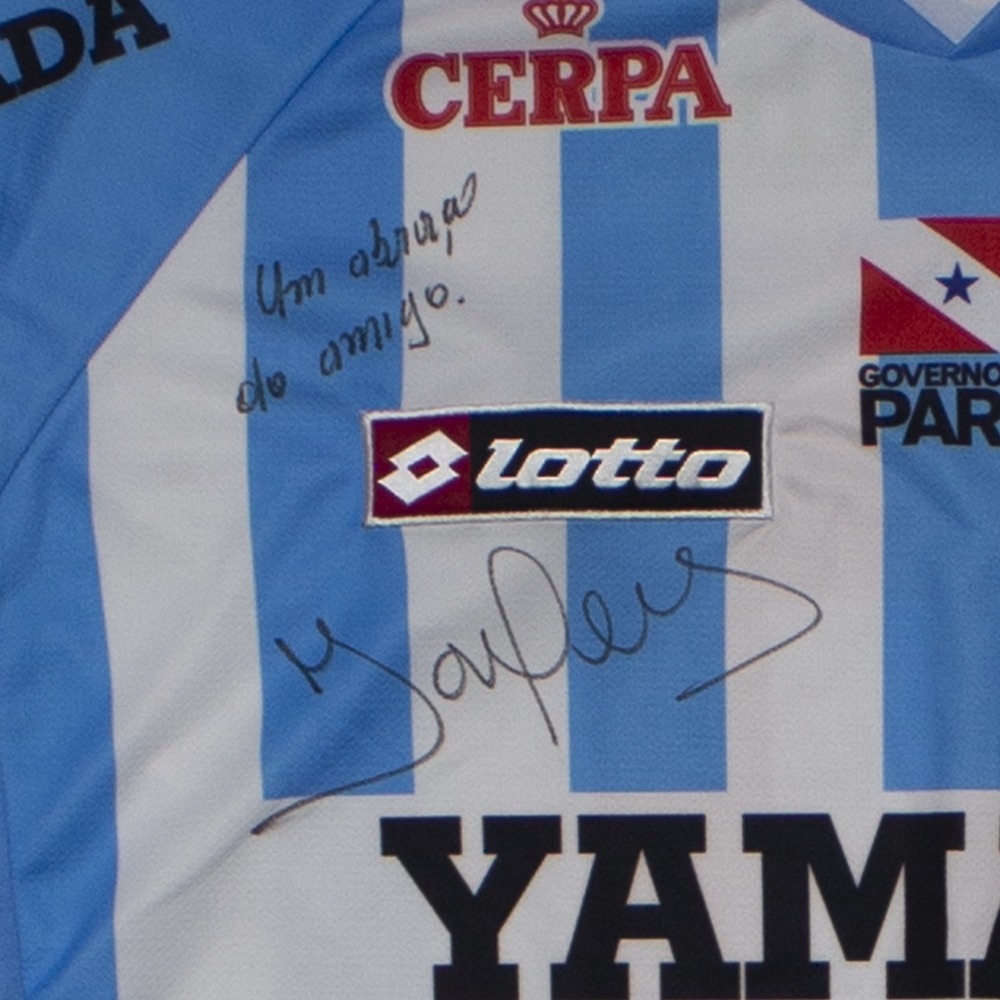 ADA
CERPA
Um abraço
do amigo.
GOVERNO
PAR
lotto
YAMA